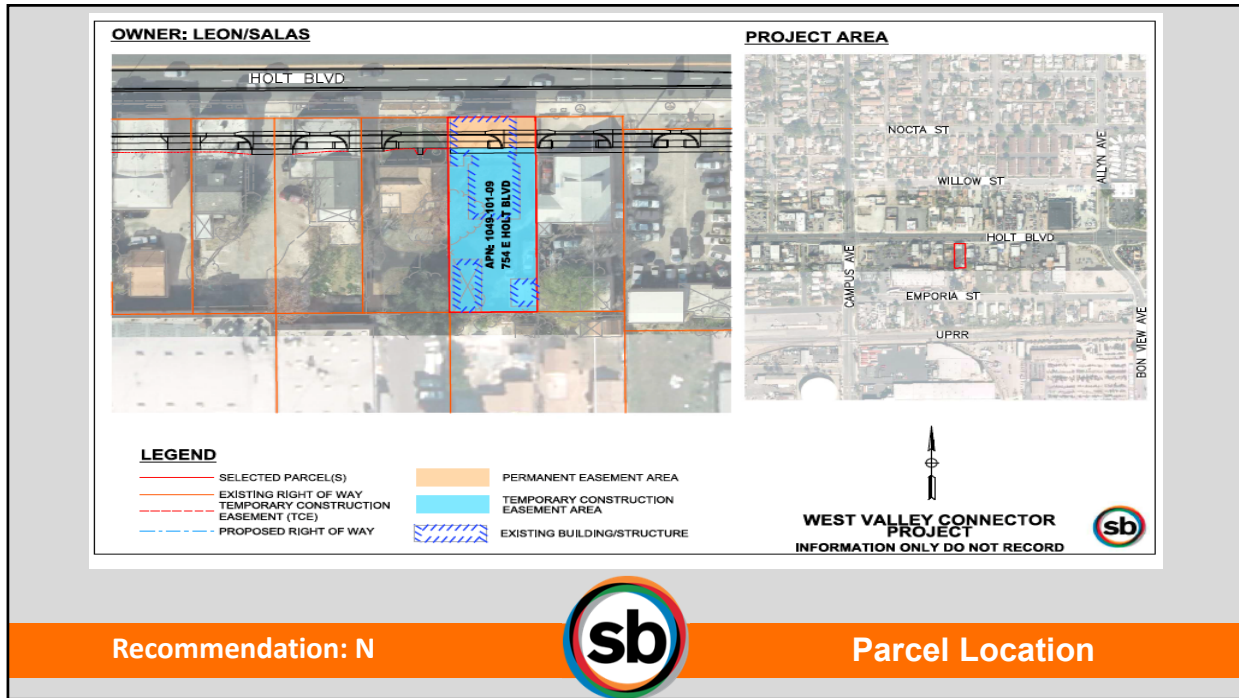 OWNER: LEON/SALAS
HOLT BLVD
APN: 1049-101-09
754 E HOLT BLVD
PROJECT AREA
NOCTA ST
ALLYN AVE
WILLOW ST
HOLT BLVD
CAMPUS AVE
EMPORIA ST
UPRR
BON VIEW AVE
LEGEND
SELECTED PARCEL(S)
EXISTING RIGHT OF WAY
TEMPORARY CONSTRUCTION
EASEMENT (TCE)
PROPOSED RIGHT OF WAY
PERMANENT EASEMENT AREA
TEMPORARY CONSTRUCTION
EASEMENT AREA
EXISTING BUILDING/STRUCTURE
WEST VALLEY CONNECTOR
PROJECT
INFORMATION ONLY DO NOT RECORD
sb
Recommendation: N
sb
Parcel Location